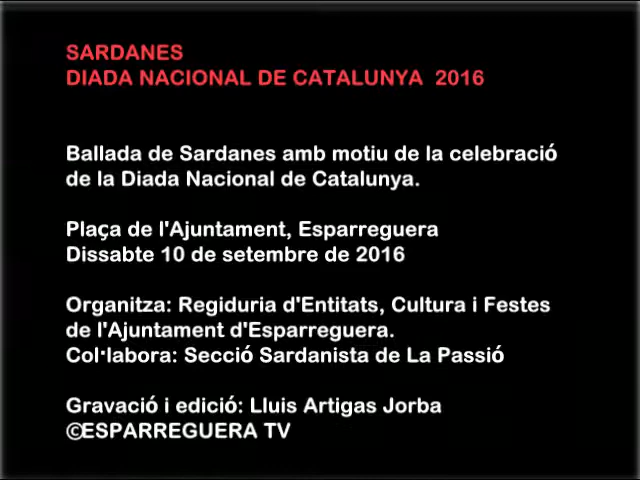 SARDANES
DIADA NACIONAL DE CATALUNYA  2016
Ballada de Sardanes amb motiu de la celebració
de la Diada Nacional de Catalunya.
Plaça de l'Ajuntament, Esparreguera
Dissabte 10 de setembre de 2016
Organitza: Regiduria d'Entitats, Cultura i Festes
de l'Ajuntament d'Esparreguera.
Col·labora: Secció Sardanista de La Passió
Gravació i edició: Lluis Artigas Jorba
©ESPARREGUERA TV